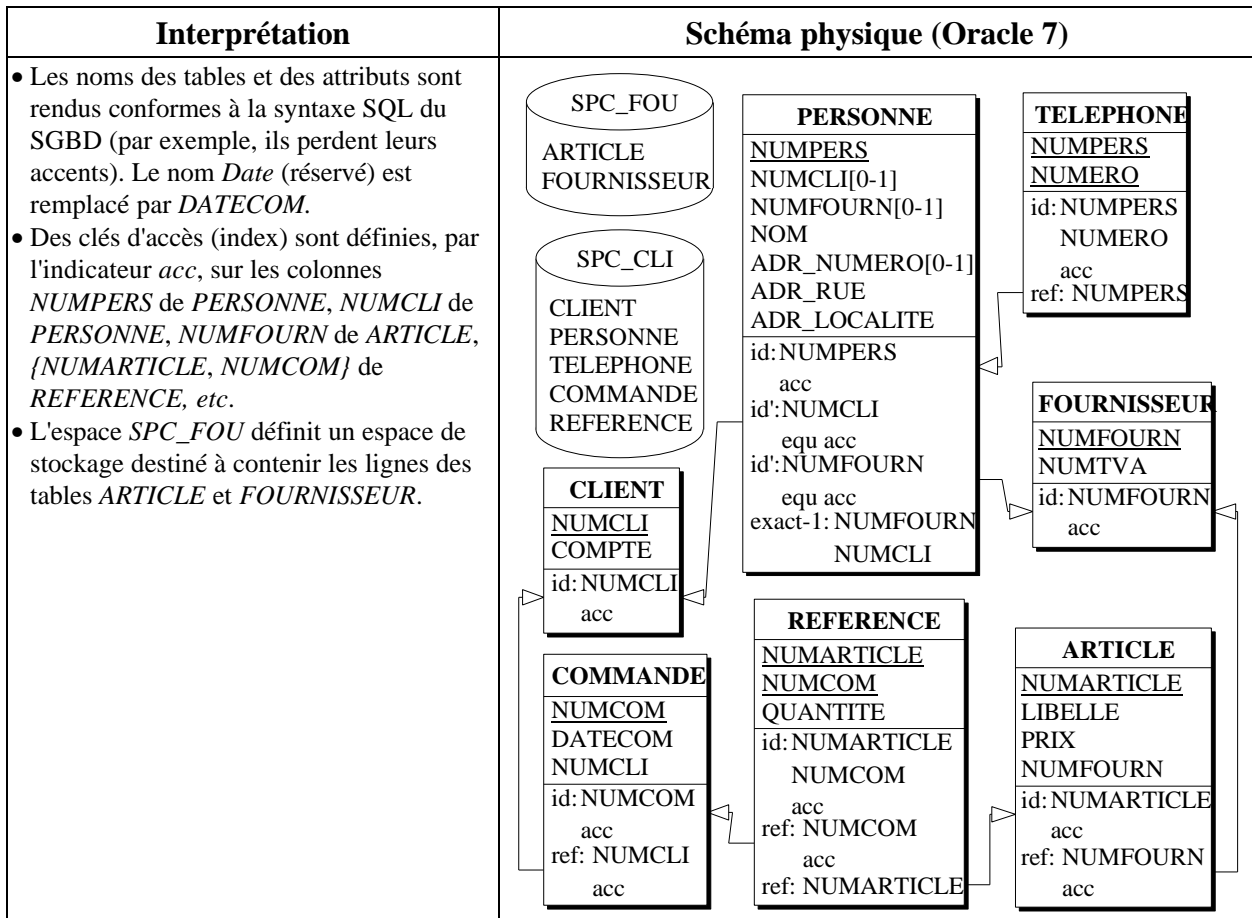 Interprétation
• Les noms des tables et des attributs sont
rendus conformes à la syntaxe SQL du
SGBD (par exemple, ils perdent leurs
accents). Le nom Date (réservé) est
remplacé par DATECOM.
• Des clés d'accès (index) sont définies, par
l'indicateur acc, sur les colonnes
NUMPERS de PERSONNE, NUMCLI de
PERSONNE, NUMFOURN de ARTICLE,
{NUMARTICLE, NUMCOM} de
REFERENCE, etc.
• L'espace SPC_FOU définit un espace de
stockage destiné à contenir les lignes des
tables ARTICLE et FOURNISSEUR.
Schéma physique (Oracle 7)
SPC_FOU
ARTICLE
FOURNISSEUR
SPC_CLI
CLIENT
PERSONNE
TELEPHONE
COMMANDE
REFERENCE
PERSONNE
NUMPERS
NUMCLI[0-1]
NUMFOURN[0-1]
NOM
ADR_NUMERO[0-1]
ADR_RUE
ADR_LOCALITE
id: NUMPERS
acc
id': NUMCLI
equ acc
id': NUMFOURN
equ acc
exact-1: NUMFOURN
NUMCLI
TELEPHONE
NUMPERS
NUMERO
id: NUMPERS
NUMERO
acc
ref: NUMPERS
FOURNISSEUR
NUMFOURN
NUMTVA
id: NUMFOURN
acc
CLIENT
NUMCLI
COMPTE
id: NUMCLI
acc
COMMANDE
NUMCOM
DATECOM
NUMCLI
id: NUMCOM
acc
ref: NUMCLI
acc
REFERENCE
NUMARTICLE
NUMCOM
QUANTITE
id: NUMARTICLE
NUMCOM
acc
ref: NUMCOM
acc
ref: NUMARTICLE
ARTICLE
NUMARTICLE
LIBELLE
PRIX
NUMFOURN
id: NUMARTICLE
acc
ref: NUMFOURN
acc